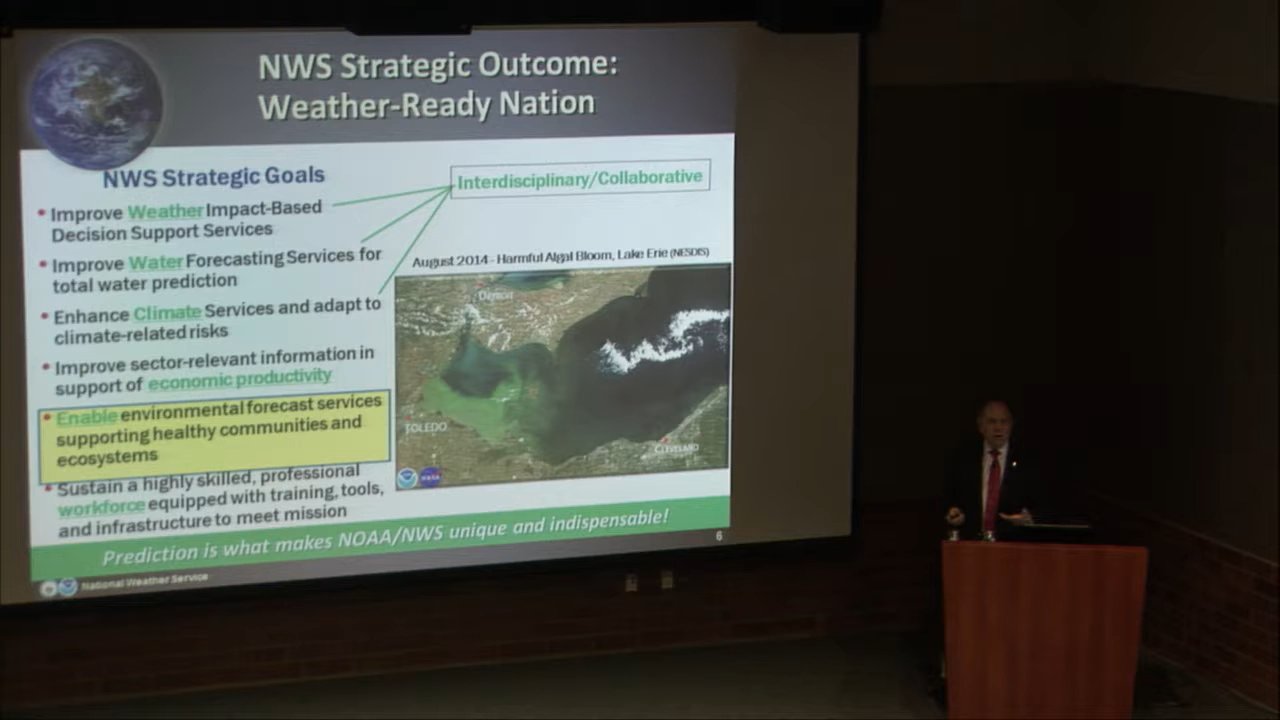 NWS Strategic Outcome:
Weather-Ready Nation
NWS Strategic Goals
Interdisciplinary/Collaborative
• Improve Weather Impact-Based
Decision Support Services
• Improve Water Forecasting Services for
total water prediction
• Enhance Climate Services and adapt to
climate-related risks
• Improve sector-relevant information in
support of economic productivity
• Enable environmental forecast services
supporting healthy communities and
ecosystems
• Sustain a highly skilled, professional
workforce equipped with training, tools,
and infrastructure to meet mission
August 2014 - Harmful Algal Bloom, Lake Erie (NESDIS)
Detroit
TOLEDO
CLEVELAND
NASA
Prediction is what makes NOAA/NWS unique and indispensable!
6
National Weather Service